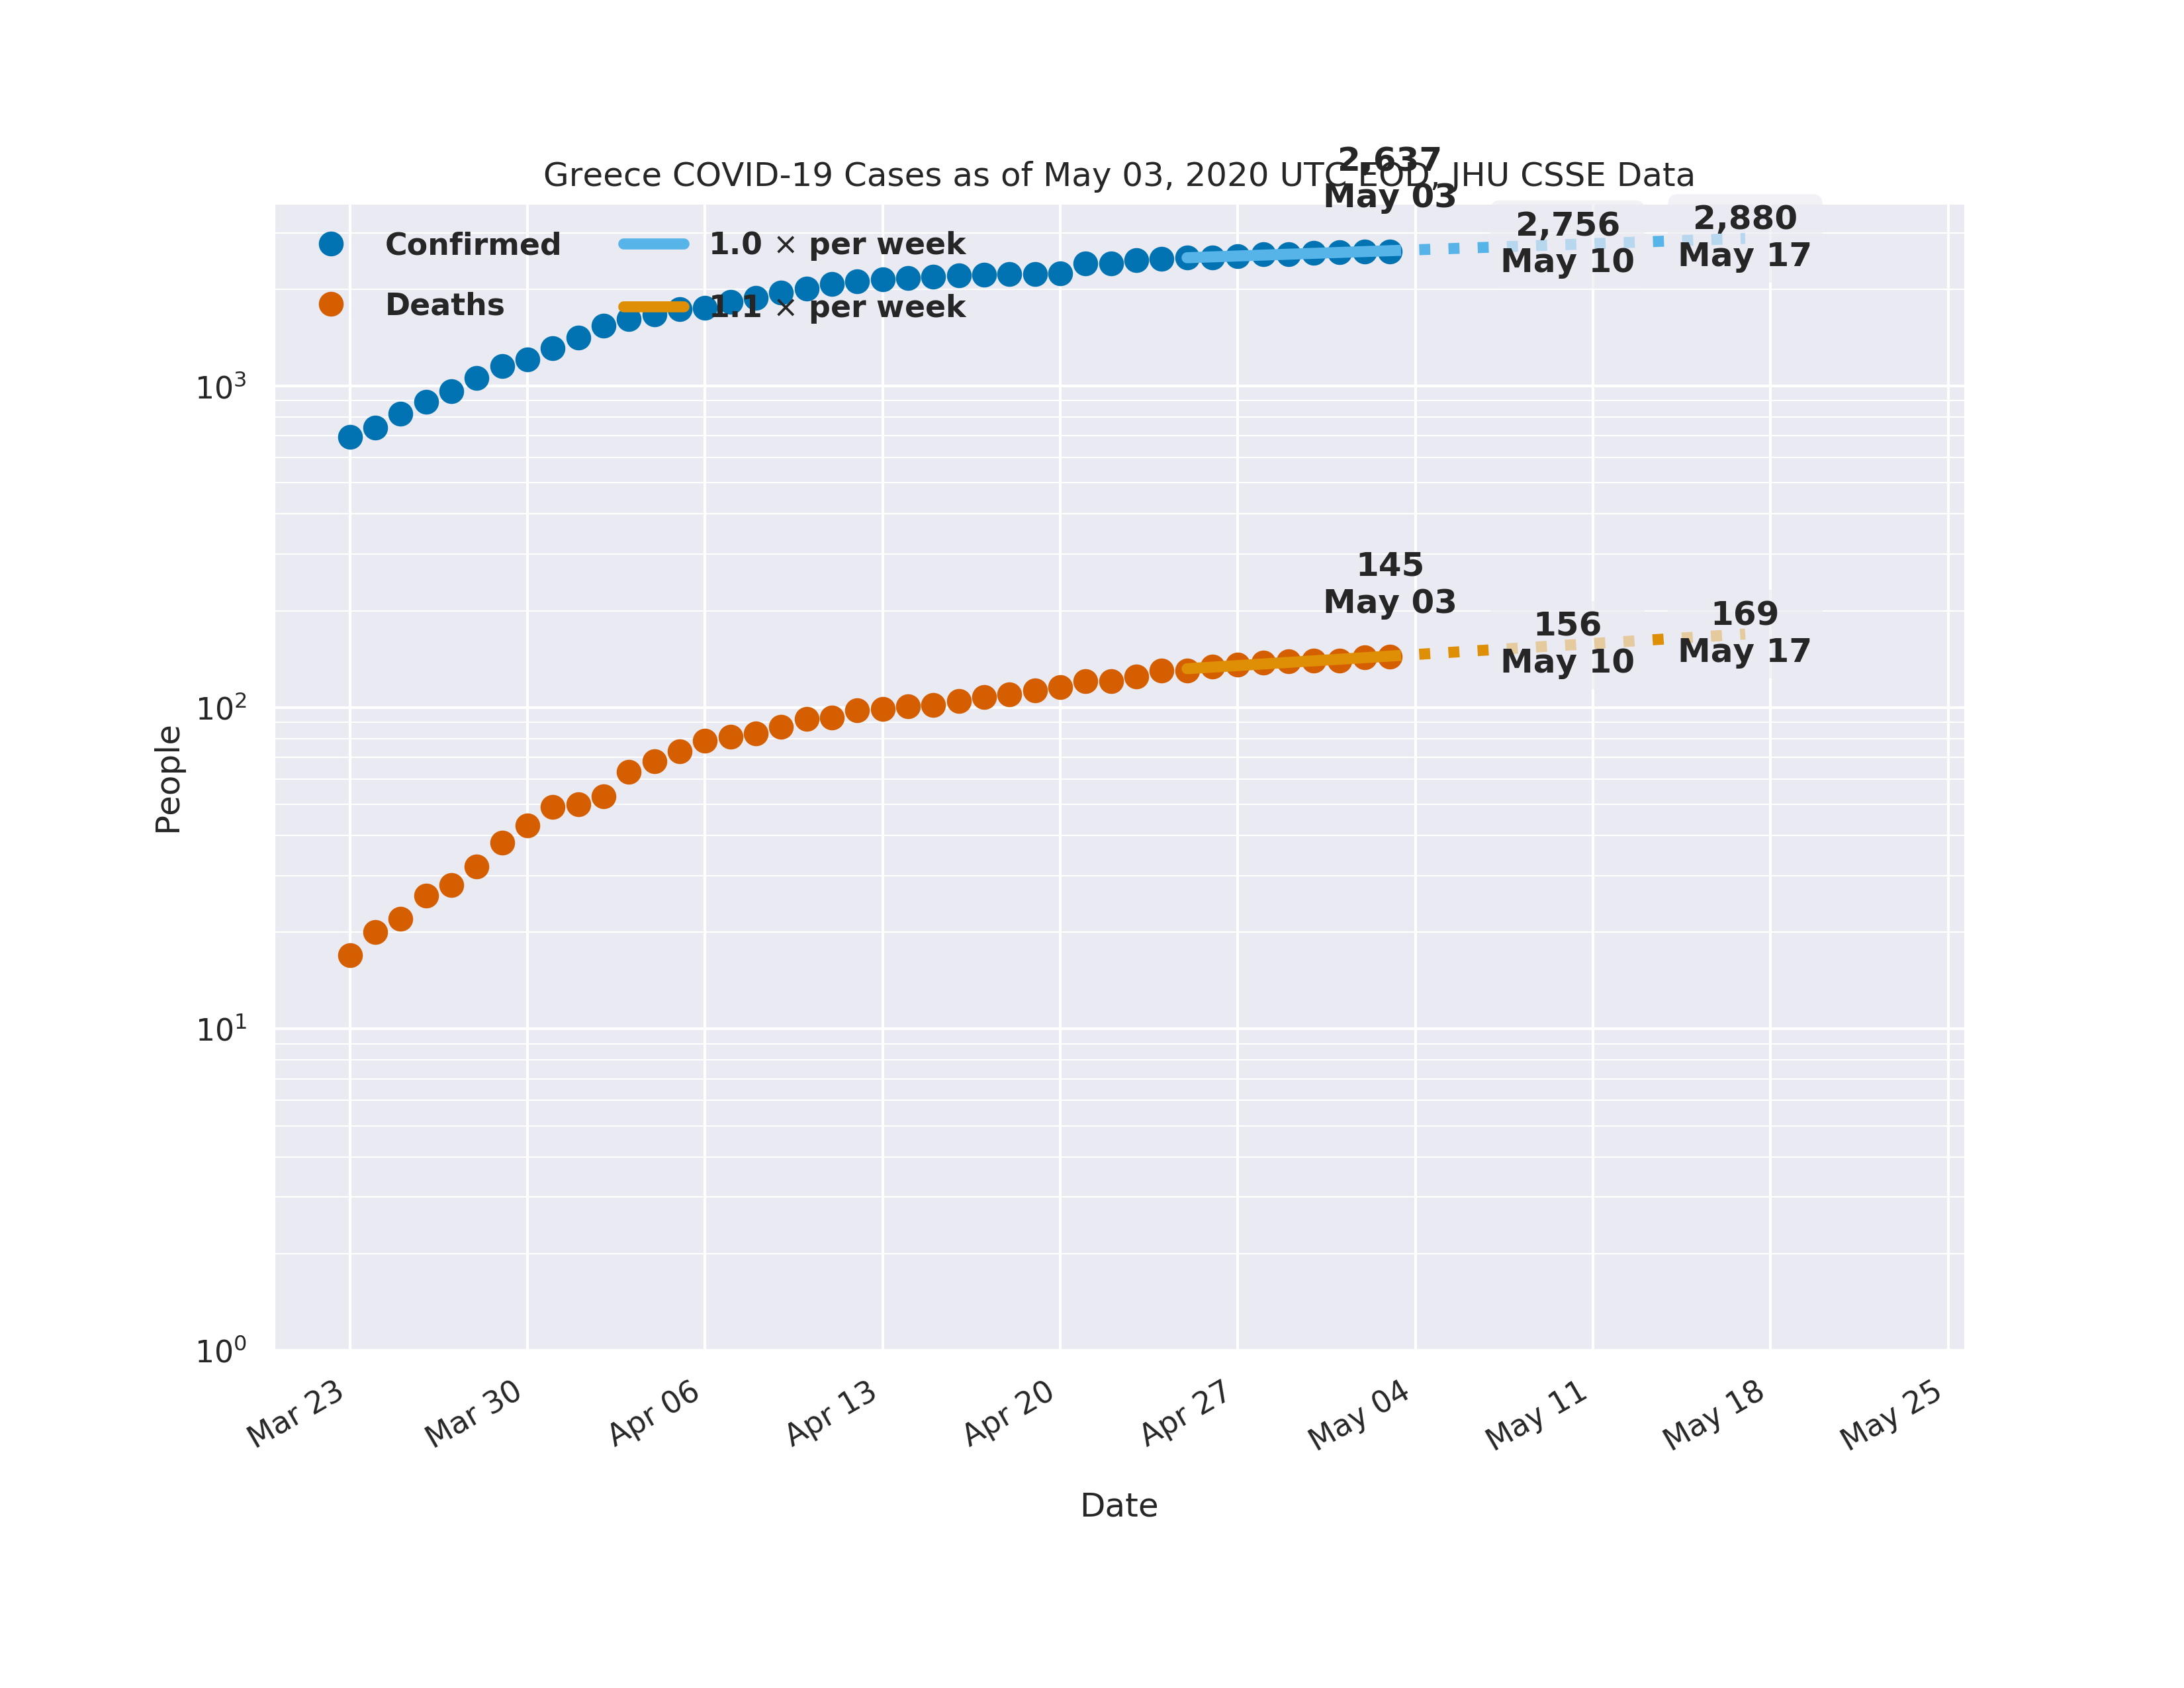 Greece COVID-19 Cases as of May 03, 2020 UTC EOD, JHU CSSE Data
2,637
May 03
2,756
May 10
2,880
May 17
Confirmed
1.0 × per week
Deaths
1.1 × per week
145
May 03
156
May 10
169
May 17
People
10³
10²
10¹
10⁰
Mar 23
Mar 30
Apr 06
Apr 13
Apr 20
Apr 27
May 04
May 11
May 18
May 25
Date